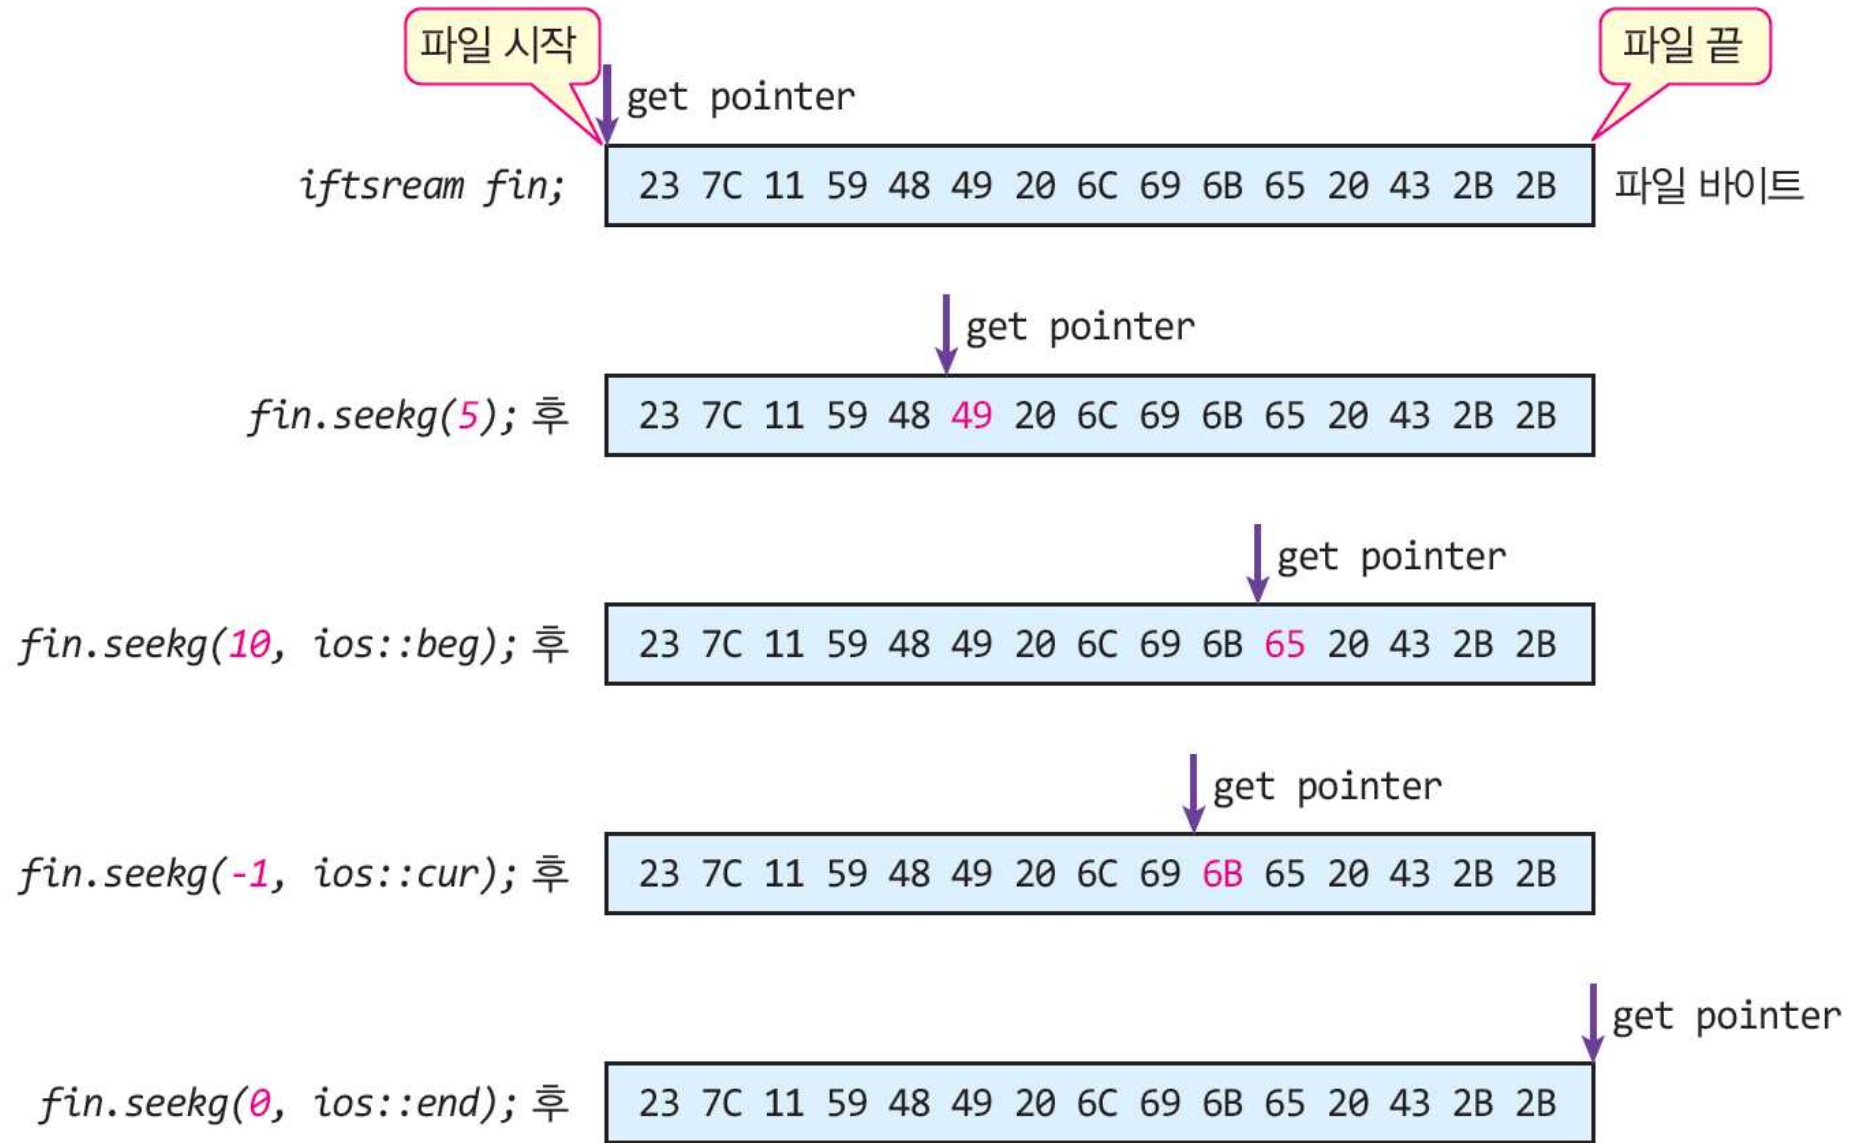 파일 시작
파일 끝
get pointer
iftsream fin;
23 7C 11 59 48 49 20 6C 69 6B 65 20 43 2B 2B
파일 바이트
get pointer
fin.seekg(5); 후
23 7C 11 59 48 49 20 6C 69 6B 65 20 43 2B 2B
get pointer
fin.seekg(10, ios::beg); 후
23 7C 11 59 48 49 20 6C 69 6B 65 20 43 2B 2B
get pointer
fin.seekg(-1, ios::cur); 후
23 7C 11 59 48 49 20 6C 69 6B 65 20 43 2B 2B
get pointer
fin.seekg(0, ios::end); 후
23 7C 11 59 48 49 20 6C 69 6B 65 20 43 2B 2B